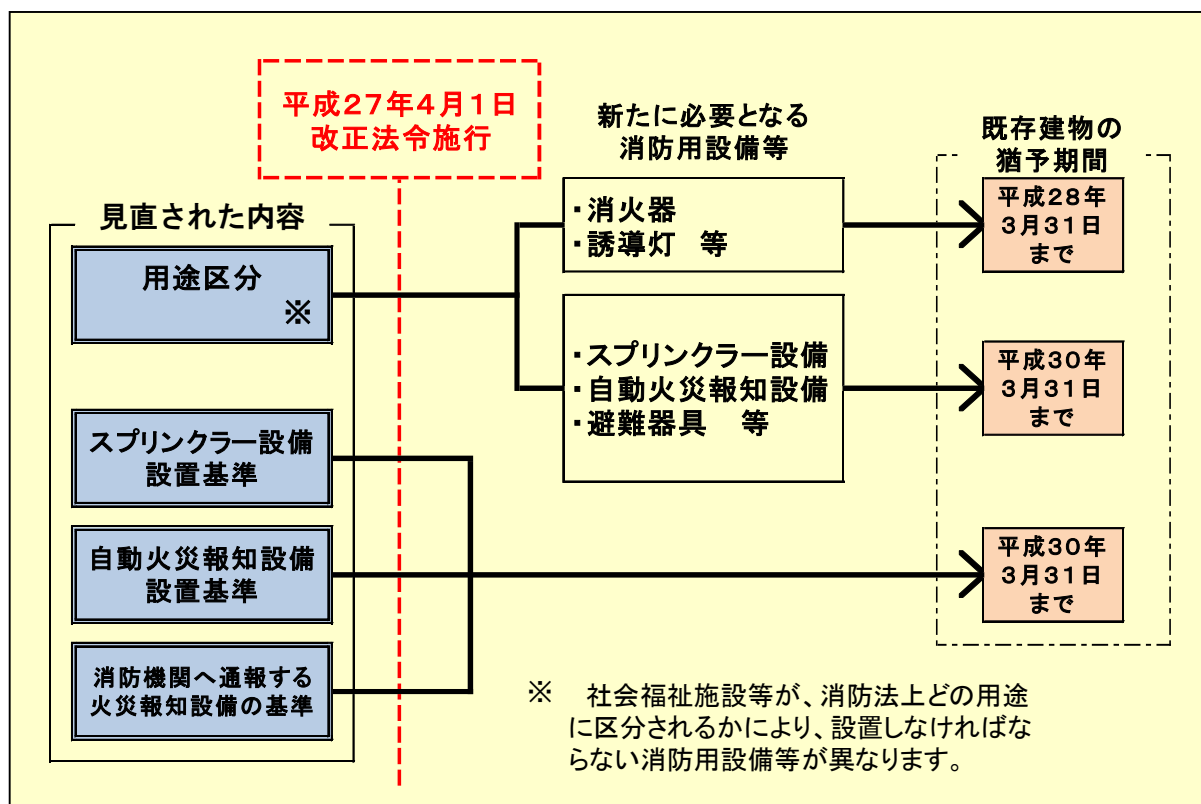 平成27年4月1日
改正法令施行
新たに必要となる
消防用設備等
既存建物の
猶予期間
見直された内容
用途区分
※
・消火器
・誘導灯　等
平成28年
3月31日
まで
・スプリンクラー設備
・自動火災報知設備
・避難器具　等
平成30年
3月31日
まで
スプリンクラー設備
設置基準
自動火災報知設備
設置基準
平成30年
3月31日
まで
消防機関へ通報する
火災報知設備の基準
※　社会福祉施設等が、消防法上どの用途
に区分されるかにより、設置しなければな
らない消防用設備等が異なります。